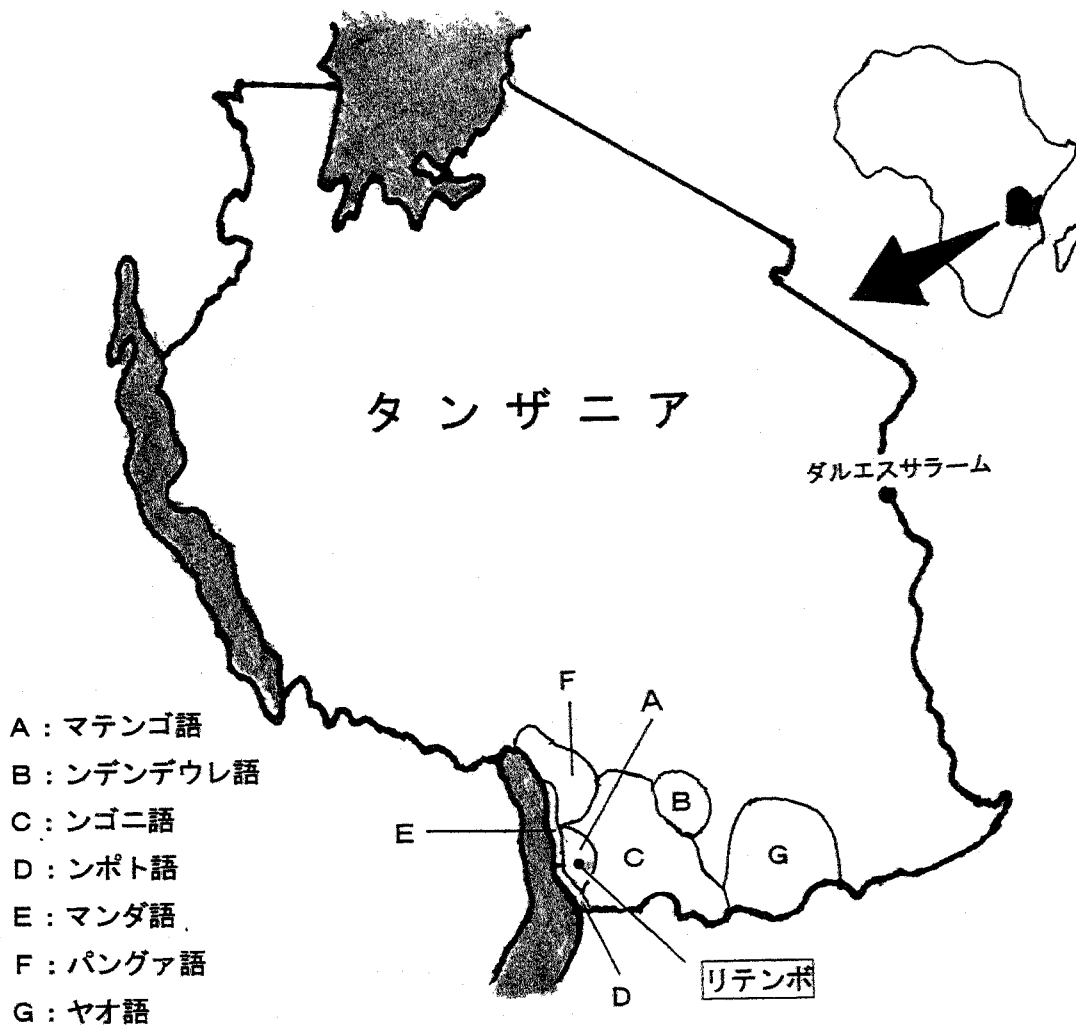 タンザニア
ダルエスサラーム
F
A
A：マテンゴ語
B：ンデンデウレ語
C：ンゴニ語
D：ンポト語
E：マンダ語
F：パングァ語
G：ヤオ語
B
E
C
G
リテンボ
D